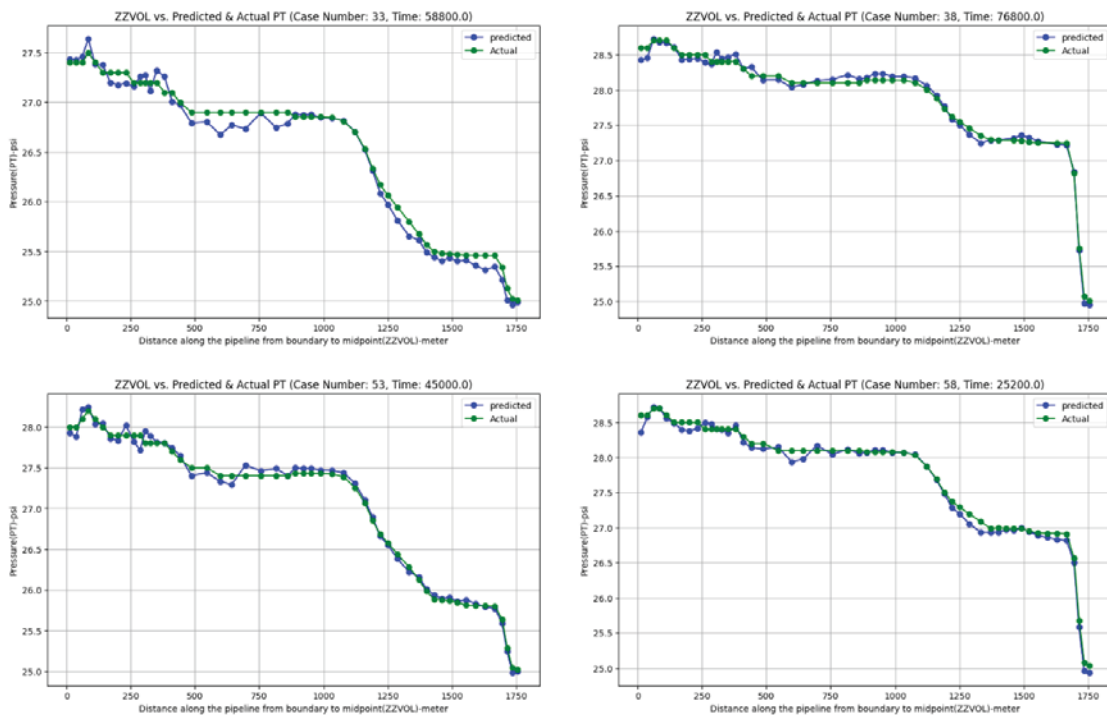 ZZVOL vs. Predicted & Actual PT (Case Number: 33, Time: 58800.0)
predicted
Actual
27.5
27.0
26.5
26.0
25.5
25.0
Pressure(PT)-psi
0 250 500 750 1000 1250 1500 1750
Distance along the pipeline from boundary to midpoint(ZZVOL)-meter
ZZVOL vs. Predicted & Actual PT (Case Number: 38, Time: 76800.0)
predicted
Actual
28.5
28.0
27.5
27.0
26.5
26.0
25.5
25.0
Pressure(PT)-psi
0 250 500 750 1000 1250 1500 1750
Distance along the pipeline from boundary to midpoint(ZZVOL)-meter
ZZVOL vs. Predicted & Actual PT (Case Number: 53, Time: 45000.0)
predicted
Actual
28.0
27.5
27.0
26.5
26.0
25.5
25.0
Pressure(PT)-psi
0 250 500 750 1000 1250 1500 1750
Distance along the pipeline from boundary to midpoint(ZZVOL)-meter
ZZVOL vs. Predicted & Actual PT (Case Number: 58, Time: 25200.0)
predicted
Actual
28.5
28.0
27.5
27.0
26.5
26.0
25.5
25.0
Pressure(PT)-psi
0 250 500 750 1000 1250 1500 1750
Distance along the pipeline from boundary to midpoint(ZZVOL)-meter